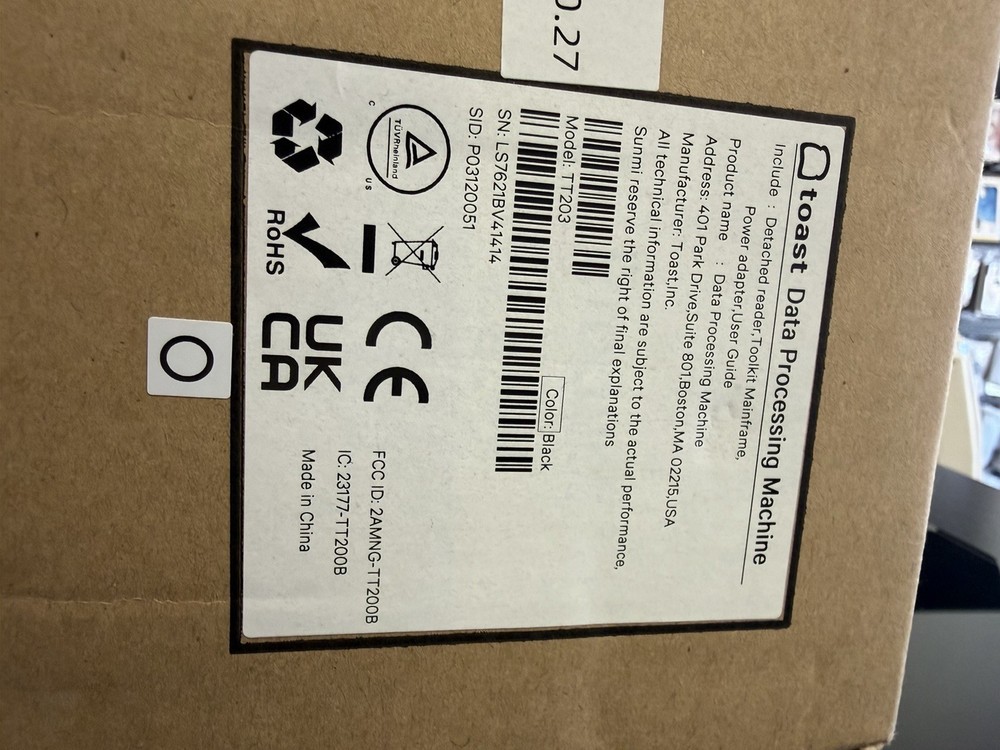 0.27
toast Data Processing Machine
Include : Detached reader,Toolkit Mainframe,
Power adapter,User Guide
Product name : Data Processing Machine
Address: 401 Park Drive,Suite 801,Boston,MA 02215,USA
Manufacturer: Toast,Inc.
All technical information are subject to the actual performance,
Sunmi reserve the right of final explanations
Model: TT203
Color: Black
SN: LS7621BV41414
SID: P03120051
TÜVRheinland
C US
CE
FCC ID: 2AMNG-TT200B
IC: 23177-TT200B
Made in China
RoHS
UK
CA
O